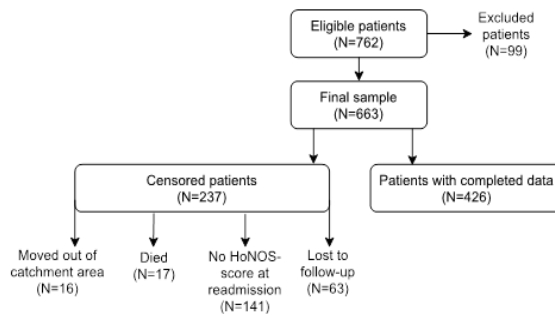 Eligible patients
(N=762)
Excluded
patients
(N=99)
Final sample
(N=663)
Censored patients
(N=237)
Patients with completed data
(N=426)
Moved out of
catchment area
(N=16)
Died
(N=17)
No HoNOS-
score at
readmission
(N=141)
Lost to
follow-up
(N=63)